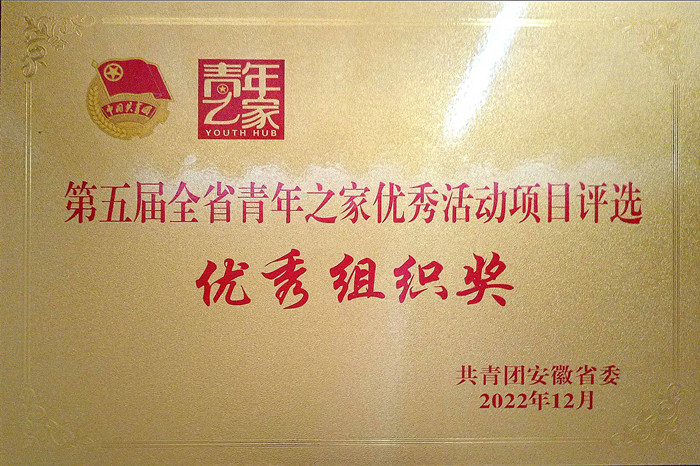 中国共青团
青年之家
YOUTH HUB
第五届全省青年之家优秀活动项目评选
优秀组织奖
共青团安徽省委
2022年12月